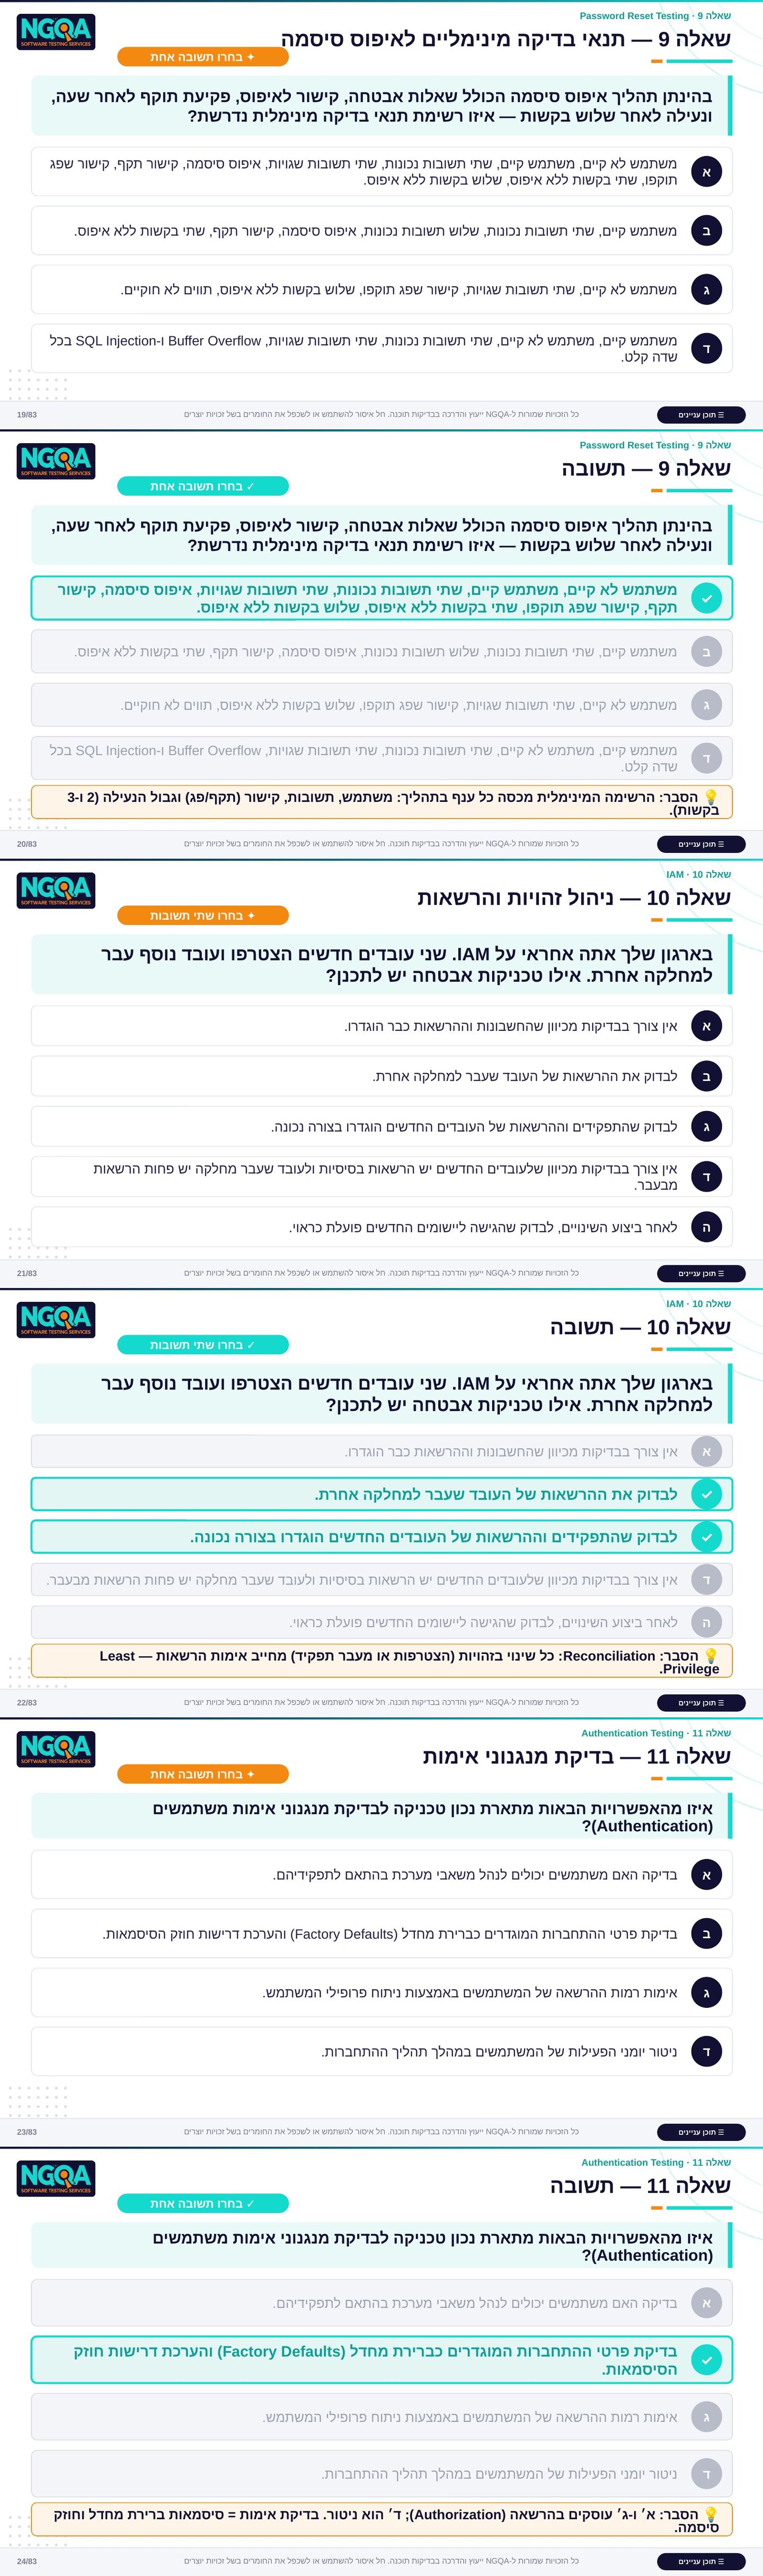 שאלה 9 · Password Reset Testing
NGQA
SOFTWARE TESTING SERVICES
שאלה 9 — תנאי בדיקה מינימליים לאיפוס סיסמה
✦ בחרו תשובה אחת
בהינתן תהליך איפוס סיסמה הכולל שאלות אבטחה, קישור לאיפוס, פקיעת תוקף לאחר שעה,
ונעילה לאחר שלוש בקשות — איזו רשימת תנאי בדיקה מינימלית נדרשת?
א
משתמש לא קיים, משתמש קיים, שתי תשובות נכונות, שתי תשובות שגויות, איפוס סיסמה, קישור תקף, קישור שפג
תוקפו, שתי בקשות ללא איפוס, שלוש בקשות ללא איפוס.
ב
משתמש קיים, שתי תשובות נכונות, שלוש תשובות נכונות, איפוס סיסמה, קישור תקף, שתי בקשות ללא איפוס.
ג
משתמש לא קיים, שתי תשובות שגויות, קישור שפג תוקפו, שלוש בקשות ללא איפוס, תווים לא חוקיים.
ד
משתמש קיים, משתמש לא קיים, שתי תשובות נכונות, שתי תשובות שגויות, Buffer Overflow ו-SQL Injection בכל
שדה קלט.
☰ תוכן עניינים
כל הזכויות שמורות ל-NGQA ייעוץ והדרכה בבדיקות תוכנה. חל איסור להשתמש או לשכפל את החומרים בשל זכויות יוצרים
19/83
שאלה 9 · Password Reset Testing
NGQA
SOFTWARE TESTING SERVICES
שאלה 9 — תשובה
✓ בחרו תשובה אחת
בהינתן תהליך איפוס סיסמה הכולל שאלות אבטחה, קישור לאיפוס, פקיעת תוקף לאחר שעה,
ונעילה לאחר שלוש בקשות — איזו רשימת תנאי בדיקה מינימלית נדרשת?
✓
משתמש לא קיים, משתמש קיים, שתי תשובות נכונות, שתי תשובות שגויות, איפוס סיסמה, קישור
תקף, קישור שפג תוקפו, שתי בקשות ללא איפוס, שלוש בקשות ללא איפוס.
ב
משתמש קיים, שתי תשובות נכונות, שלוש תשובות נכונות, איפוס סיסמה, קישור תקף, שתי בקשות ללא איפוס.
ג
משתמש לא קיים, שתי תשובות שגויות, קישור שפג תוקפו, שלוש בקשות ללא איפוס, תווים לא חוקיים.
ד
משתמש קיים, משתמש לא קיים, שתי תשובות נכונות, שתי תשובות שגויות, Buffer Overflow ו-SQL Injection בכל
שדה קלט.
💡 הסבר: הרשימה המינימלית מכסה כל ענף בתהליך: משתמש, תשובות, קישור (תקף/פג) וגבול הנעילה (2 ו-3
בקשות).
☰ תוכן עניינים
כל הזכויות שמורות ל-NGQA ייעוץ והדרכה בבדיקות תוכנה. חל איסור להשתמש או לשכפל את החומרים בשל זכויות יוצרים
20/83
שאלה 10 · IAM
NGQA
SOFTWARE TESTING SERVICES
שאלה 10 — ניהול זהויות והרשאות
✦ בחרו שתי תשובות
בארגון שלך אתה אחראי על IAM. שני עובדים חדשים הצטרפו ועובד נוסף עבר
למחלקה אחרת. אילו טכניקות אבטחה יש לתכנן?
א
אין צורך בבדיקות מכיוון שהחשבונות וההרשאות כבר הוגדרו.
ב
לבדוק את ההרשאות של העובד שעבר למחלקה אחרת.
ג
לבדוק שהתפקידים וההרשאות של העובדים החדשים הוגדרו בצורה נכונה.
ד
אין צורך בבדיקות מכיוון שלעובדים החדשים יש הרשאות בסיסיות ולעובד שעבר מחלקה יש פחות הרשאות
מבעבר.
ה
לאחר ביצוע השינויים, לבדוק שהגישה ליישומים החדשים פועלת כראוי.
☰ תוכן עניינים
כל הזכויות שמורות ל-NGQA ייעוץ והדרכה בבדיקות תוכנה. חל איסור להשתמש או לשכפל את החומרים בשל זכויות יוצרים
21/83
שאלה 10 · IAM
NGQA
SOFTWARE TESTING SERVICES
שאלה 10 — תשובה
✓ בחרו שתי תשובות
בארגון שלך אתה אחראי על IAM. שני עובדים חדשים הצטרפו ועובד נוסף עבר
למחלקה אחרת. אילו טכניקות אבטחה יש לתכנן?
א
אין צורך בבדיקות מכיוון שהחשבונות וההרשאות כבר הוגדרו.
✓
לבדוק את ההרשאות של העובד שעבר למחלקה אחרת.
✓
לבדוק שהתפקידים וההרשאות של העובדים החדשים הוגדרו בצורה נכונה.
ד
אין צורך בבדיקות מכיוון שלעובדים החדשים יש הרשאות בסיסיות ולעובד שעבר מחלקה יש פחות הרשאות מבעבר.
ה
לאחר ביצוע השינויים, לבדוק שהגישה ליישומים החדשים פועלת כראוי.
💡 הסבר: Reconciliation: כל שינוי בזהויות (הצטרפות או מעבר תפקיד) מחייב אימות הרשאות — Least
Privilege.
☰ תוכן עניינים
כל הזכויות שמורות ל-NGQA ייעוץ והדרכה בבדיקות תוכנה. חל איסור להשתמש או לשכפל את החומרים בשל זכויות יוצרים
22/83
שאלה 11 · Authentication Testing
NGQA
SOFTWARE TESTING SERVICES
שאלה 11 — בדיקת מנגנוני אימות
✦ בחרו תשובה אחת
איזו מהאפשרויות הבאות מתארת נכון טכניקה לבדיקת מנגנוני אימות משתמשים
(Authentication)?
א
בדיקה האם משתמשים יכולים לנהל משאבי מערכת בהתאם לתפקידיהם.
ב
בדיקת פרטי ההתחברות המוגדרים כברירת מחדל (Factory Defaults) והערכת דרישות חוזק הסיסמאות.
ג
אימות רמות ההרשאה של המשתמשים באמצעות ניתוח פרופילי המשתמש.
ד
ניטור יומני הפעילות של המשתמשים במהלך תהליך ההתחברות.
☰ תוכן עניינים
כל הזכויות שמורות ל-NGQA ייעוץ והדרכה בבדיקות תוכנה. חל איסור להשתמש או לשכפל את החומרים בשל זכויות יוצרים
23/83
שאלה 11 · Authentication Testing
NGQA
SOFTWARE TESTING SERVICES
שאלה 11 — תשובה
✓ בחרו תשובה אחת
איזו מהאפשרויות הבאות מתארת נכון טכניקה לבדיקת מנגנוני אימות משתמשים
(Authentication)?
א
בדיקה האם משתמשים יכולים לנהל משאבי מערכת בהתאם לתפקידיהם.
✓
בדיקת פרטי ההתחברות המוגדרים כברירת מחדל (Factory Defaults) והערכת דרישות חוזק
הסיסמאות.
ג
אימות רמות ההרשאה של המשתמשים באמצעות ניתוח פרופילי המשתמש.
ד
ניטור יומני הפעילות של המשתמשים במהלך תהליך ההתחברות.
💡 הסבר: א׳ ו-ג׳ עוסקים בהרשאה (Authorization); ד׳ הוא ניטור. בדיקת אימות = סיסמאות ברירת מחדל וחוזק
סיסמה.
☰ תוכן עניינים
כל הזכויות שמורות ל-NGQA ייעוץ והדרכה בבדיקות תוכנה. חל איסור להשתמש או לשכפל את החומרים בשל זכויות יוצרים
24/83